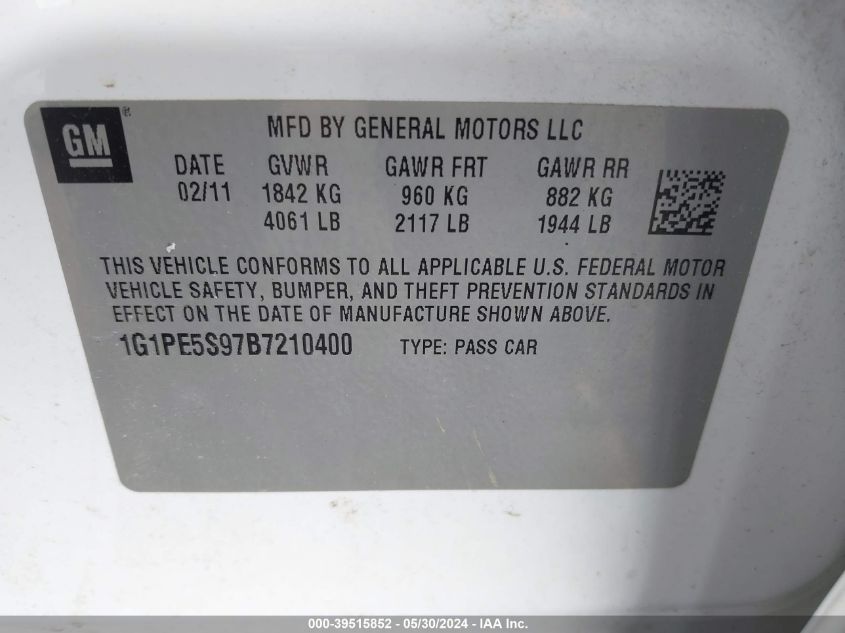 GM®
MFD BY GENERAL MOTORS LLC
DATE GVWR GAWR FRT GAWR RR
02/11 1842 KG 960 KG 882 KG
4061 LB 2117 LB 1944 LB
THIS VEHICLE CONFORMS TO ALL APPLICABLE U.S. FEDERAL MOTOR
VEHICLE SAFETY, BUMPER, AND THEFT PREVENTION STANDARDS IN
EFFECT ON THE DATE OF MANUFACTURE SHOWN ABOVE.
1G1PE5S97B7210400 TYPE: PASS CAR
000-39515852 - 05/30/2024 - IAA Inc.